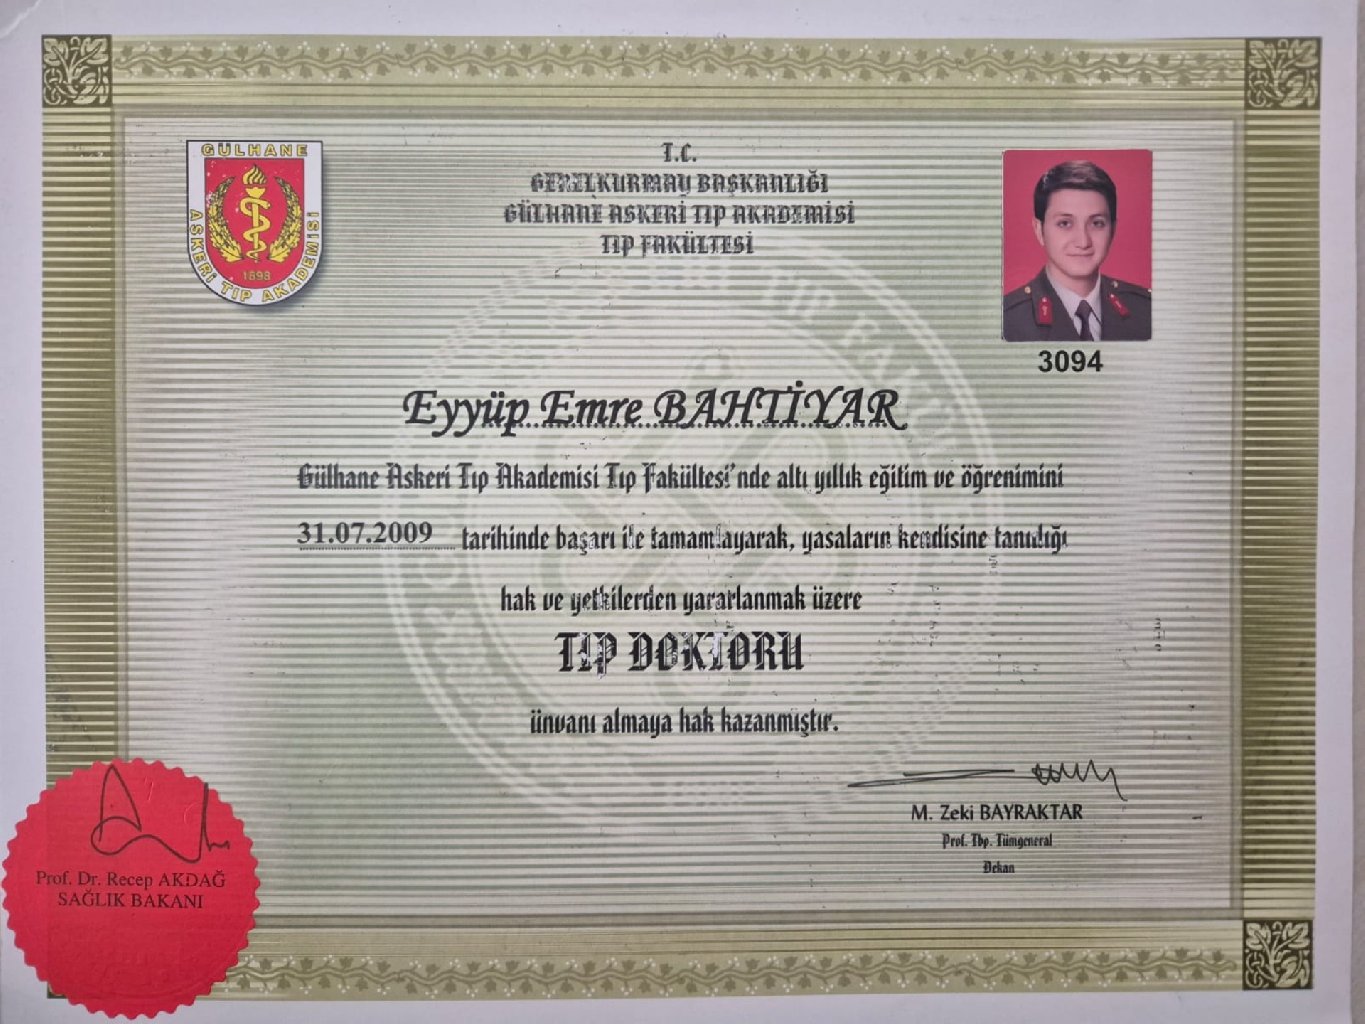 GÜLHANE
ASKERİ TIP AKADEMİSİ
1898
T.C.
GENELKURMAY BAŞKANLIĞI
GÜLHANE ASKERİ TIP AKADEMİSİ
TIP FAKÜLTESİ
3094
Eyyüp Emre BAHTİYAR
Gülhane Askeri Tıp Akademisi Tıp Fakültesi'nde altı yıllık eğitim ve öğrenimini
31.07.2009 tarihinde başarı ile tamamlayarak, yasaların kendisine tanıdığı
hak ve yetkilerden yararlanmak üzere
TIP DOKTORU
ünvanı almaya hak kazanmıştır.
M. Zeki BAYRAKTAR
Prof. Tbp. Tümgeneral
Dekan
Prof. Dr. Recep AKDAĞ
SAĞLIK BAKANI